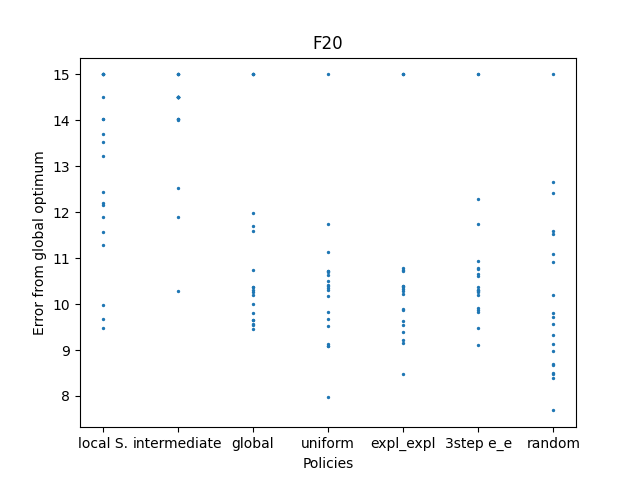 F20
Error from global optimum
15
14
13
12
11
10
9
8
local S. intermediate global uniform expl_expl 3step e_e random
Policies